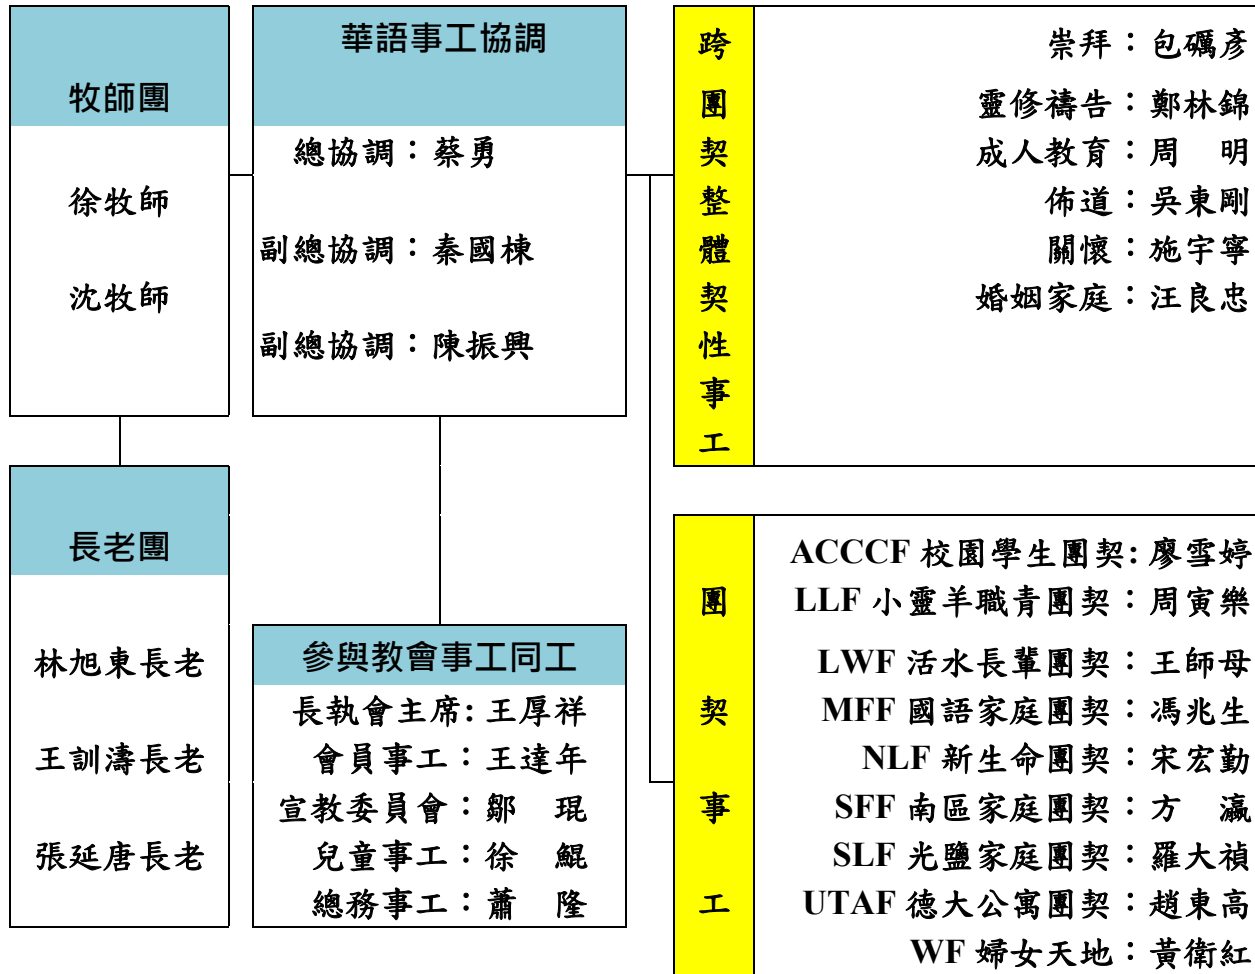 牧師團
徐牧師
沈牧師
華語事工協調
總協調：蔡勇
副總協調：秦國棟
副總協調：陳振興
跨團契整體契性事工
崇拜：包礪彥
靈修禱告：鄭林錦
成人教育：周　明
佈道：吳東剛
關懷：施宇寧
婚姻家庭：汪良忠
長老團
林旭東長老
王訓濤長老
張延唐長老
參與教會事工同工
長執會主席:王厚祥
會員事工：王達年
宣教委員會：鄒　琨
兒童事工：徐　鯤
總務事工：蕭　隆
團契事工
ACCCF 校園學生團契:廖雪婷
LLF 小靈羊職青團契：周寅樂
LWF 活水長輩團契：王師母
MFF 國語家庭團契：馮兆生
NLF 新生命團契：宋宏勤
SFF 南區家庭團契：方　瀛
SLF 光鹽家庭團契：羅大禎
UTAF 德大公寓團契：趙東高
WF 婦女天地：黃衛紅